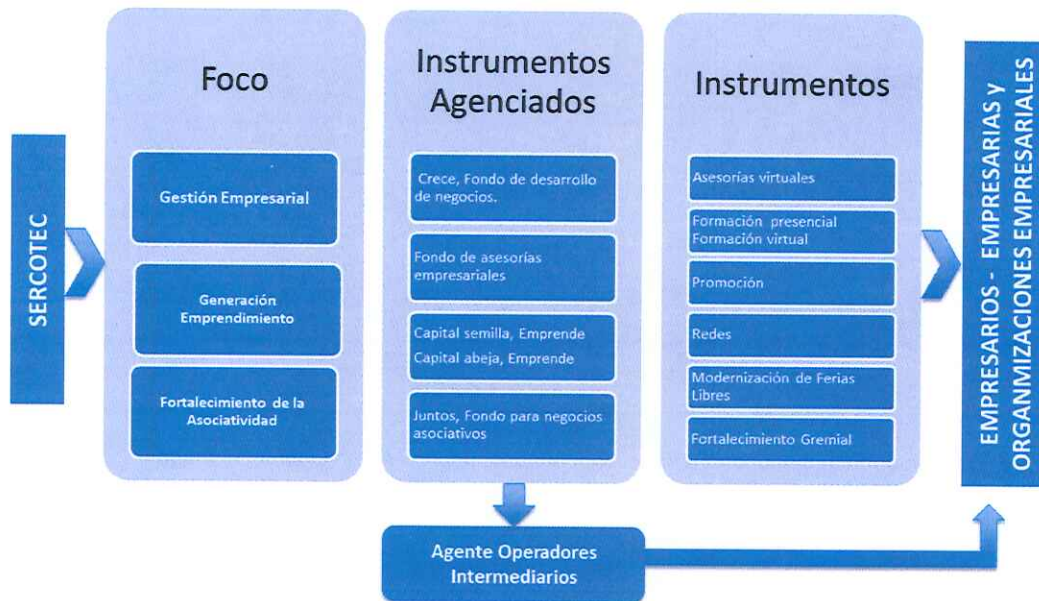 SERCOTEC
Foco
Gestión Empresarial
Generación
Emprendimiento
Fortalecimiento de la
Asociatividad
Instrumentos
Agenciados
Crece, Fondo de desarrollo
de negocios.
Fondo de asesorías
empresariales
Capital semilla, Emprende
Capital abeja, Emprende
Juntos, Fondo para negocios
asociativos
Instrumentos
Asesorías virtuales
Formación presencial
Formación virtual
Promoción
Redes
Modernización de Ferias
Libres
Fortalecimiento Gremial
EMPRESARIOS - EMPRESARIAS y
ORGANMIZACIONES EMPRESARIALES
Agente Operadores
Intermediarios